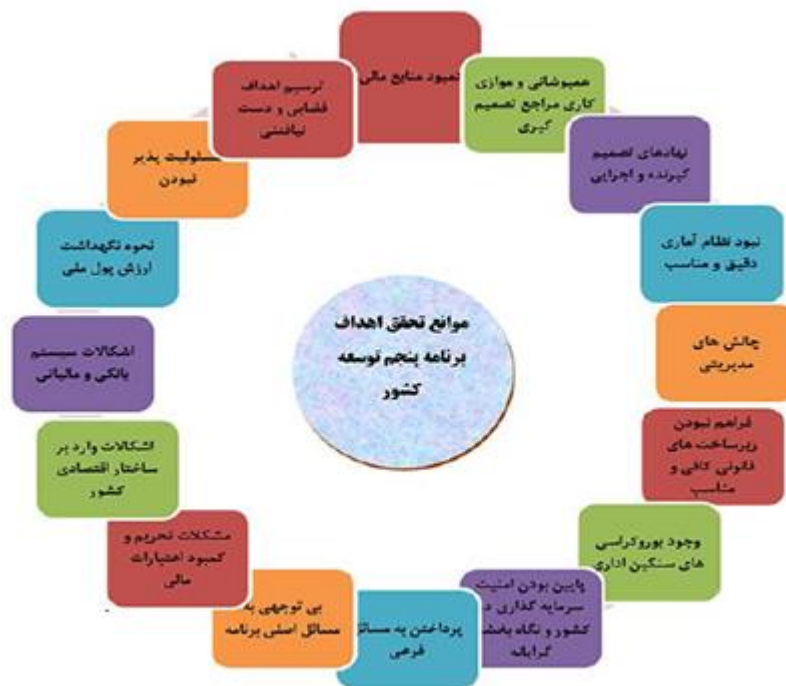 موانع تحقق اهداف
برنامه پنجم توسعه
کشور
کمبود منابع مالی
همپوشانی و موازی
کاری مراجع تصمیم
گیری
نهادهای تصمیم
گیرنده و اجرایی
نبود نظام آماری
دقیق و مناسب
چالش های
مدیریتی
فراهم نبودن
زیرساخت های
قانونی کافی و
مناسب
وجود بوروکراسی
های سنگین اداری
پایین بودن امنیت
سرمایه گذاری د
کشور و نگاه بخشی
گرایانه
پرداختن به مسائل
فرعی
بی توجهی به
مسائل اصلی برنامه
مشکلات تحریم و
کمبود اعتبارات
مالی
اشکالات وارد بر
ساختار اقتصادی
کشور
اشکالات سیستم
بانکی و مالیاتی
نحوه نگهداشت
ارزش پول ملی
مسئولیت پذیر
نبودن
ترسیم اهداف
فضایی و دست
نیافتنی